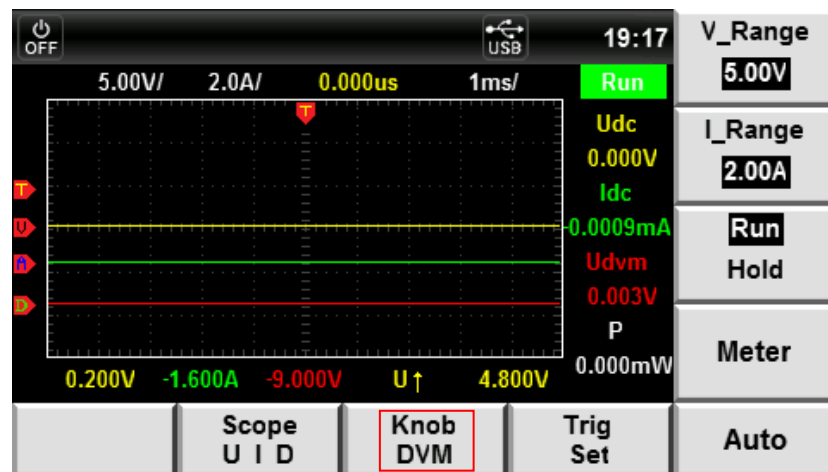 OFF
USB
19:17
5.00V/ 2.0A/ 0.000us 1ms/ Run
T
Udc
0.000V
Idc
-0.0009mA
Udvm
0.003V
P
0.000mW
T
V
A
D
0.200V -1.600A -9.000V U↑ 4.800V
V_Range
5.00V
I_Range
2.00A
Run
Hold
Meter
Auto
Scope
U I D
Knob
DVM
Trig
Set